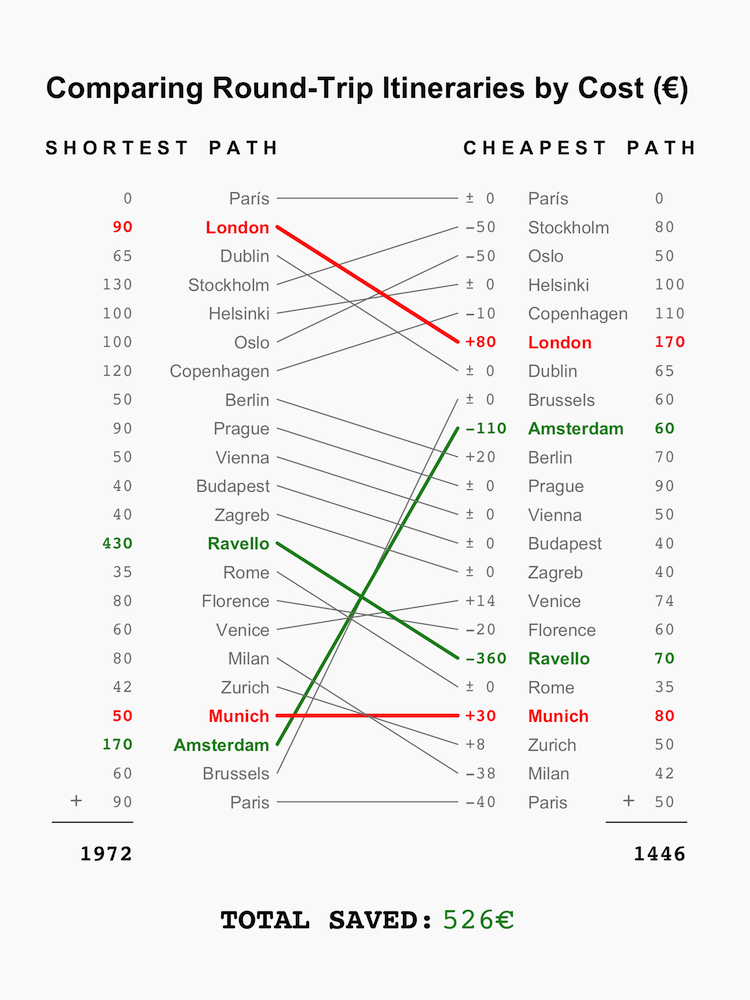 Comparing Round-Trip Itineraries by Cost (€)
SHORTEST PATH CHEAPEST PATH
0 París ± 0 París 0
90 London −50 Stockholm 80
65 Dublin −50 Oslo 50
130 Stockholm ± 0 Helsinki 100
100 Helsinki −10 Copenhagen 110
100 Oslo +80 London 170
120 Copenhagen ± 0 Dublin 65
50 Berlin ± 0 Brussels 60
90 Prague −110 Amsterdam 60
50 Vienna +20 Berlin 70
40 Budapest ± 0 Prague 90
40 Zagreb ± 0 Vienna 50
430 Ravello ± 0 Budapest 40
35 Rome ± 0 Zagreb 40
80 Florence +14 Venice 74
60 Venice −20 Florence 60
80 Milan −360 Ravello 70
42 Zurich ± 0 Rome 35
50 Munich +30 Munich 80
170 Amsterdam +8 Zurich 50
60 Brussels −38 Milan 42
+ 90 Paris −40 Paris + 50
1972 1446
TOTAL SAVED: 526€